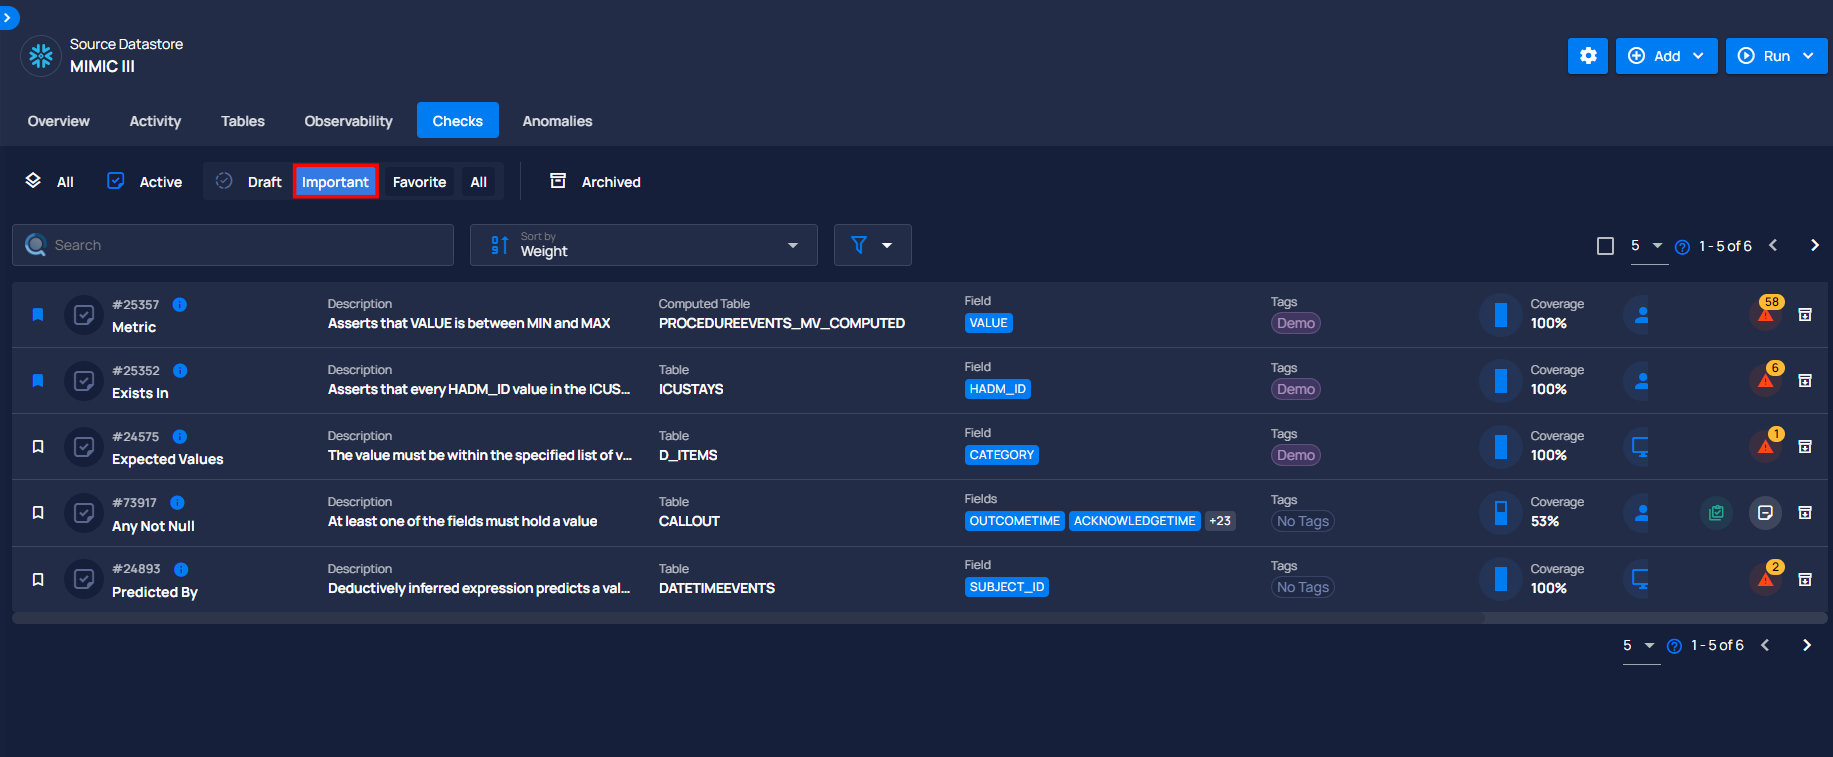 Source Datastore
MIMIC III
Add
Run
Overview Activity Tables Observability Checks Anomalies
All Active Draft Important Favorite All Archived
Search
Sort by
Weight
5 1 - 5 of 6
#25357
Metric
Description
Asserts that VALUE is between MIN and MAX
Computed Table
PROCEDUREEVENTS_MV_COMPUTED
Field
VALUE
Tags
Demo
Coverage
100%
58
#25352
Exists In
Description
Asserts that every HADM_ID value in the ICUS...
Table
ICUSTAYS
Field
HADM_ID
Tags
Demo
Coverage
100%
6
#24575
Expected Values
Description
The value must be within the specified list of v...
Table
D_ITEMS
Field
CATEGORY
Tags
Demo
Coverage
100%
1
#73917
Any Not Null
Description
At least one of the fields must hold a value
Table
CALLOUT
Fields
OUTCOMETIME ACKNOWLEDGETIME +23
Tags
No Tags
Coverage
53%
#24893
Predicted By
Description
Deductively inferred expression predicts a val...
Table
DATETIMEEVENTS
Field
SUBJECT_ID
Tags
No Tags
Coverage
100%
2
5 1 - 5 of 6